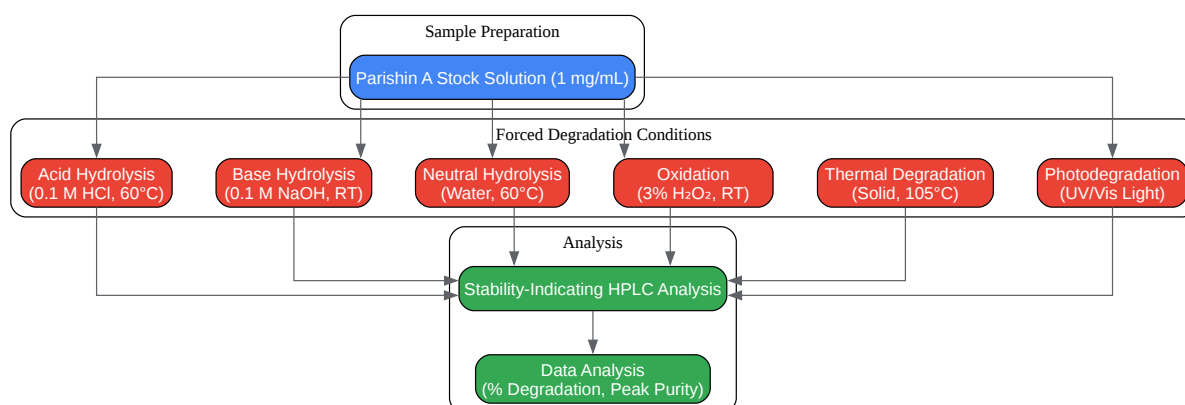 Sample Preparation
Parishin A Stock Solution (1 mg/mL)
Forced Degradation Conditions
Acid Hydrolysis
(0.1 M HCl, 60°C)
Base Hydrolysis
(0.1 M NaOH, RT)
Neutral Hydrolysis
(Water, 60°C)
Oxidation
(3% H₂O₂, RT)
Thermal Degradation
(Solid, 105°C)
Photodegradation
(UV/Vis Light)
Analysis
Stability-Indicating HPLC Analysis
Data Analysis
(% Degradation, Peak Purity)